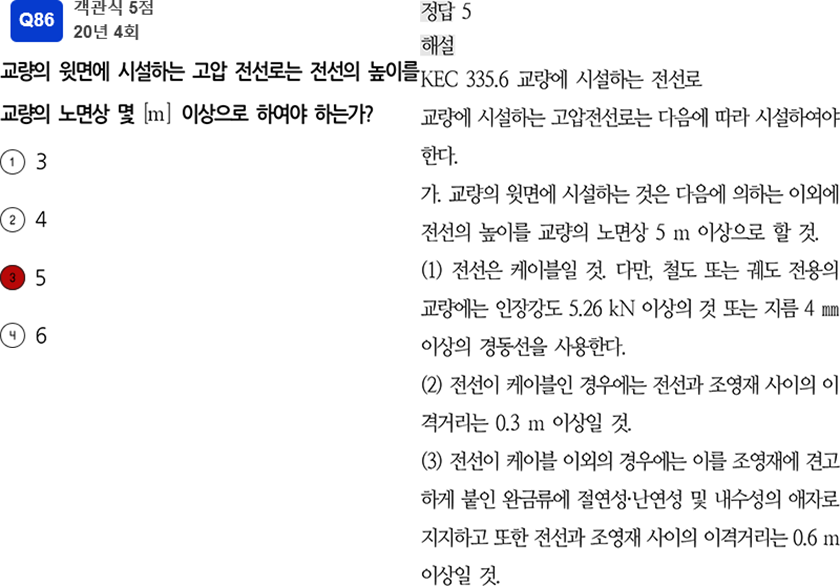 Q86
객관식 5점
20년 4회
교량의 윗면에 시설하는 고압 전선로는 전선의 높이를
교량의 노면상 몇 [m] 이상으로 하여야 하는가?
1 3
2 4
3 5
4 6
정답 5
해설
KEC 335.6 교량에 시설하는 전선로
교량에 시설하는 고압전선로는 다음에 따라 시설하여야
한다.
가. 교량의 윗면에 시설하는 것은 다음에 의하는 이외에
전선의 높이를 교량의 노면상 5 m 이상으로 할 것.
(1) 전선은 케이블일 것. 다만, 철도 또는 궤도 전용의
교량에는 인장강도 5.26 kN 이상의 것 또는 지름 4 ㎜
이상의 경동선을 사용한다.
(2) 전선이 케이블인 경우에는 전선과 조영재 사이의 이
격거리는 0.3 m 이상일 것.
(3) 전선이 케이블 이외의 경우에는 이를 조영재에 견고
하게 붙인 완금류에 절연성·난연성 및 내수성의 애자로
지지하고 또한 전선과 조영재 사이의 이격거리는 0.6 m
이상일 것.